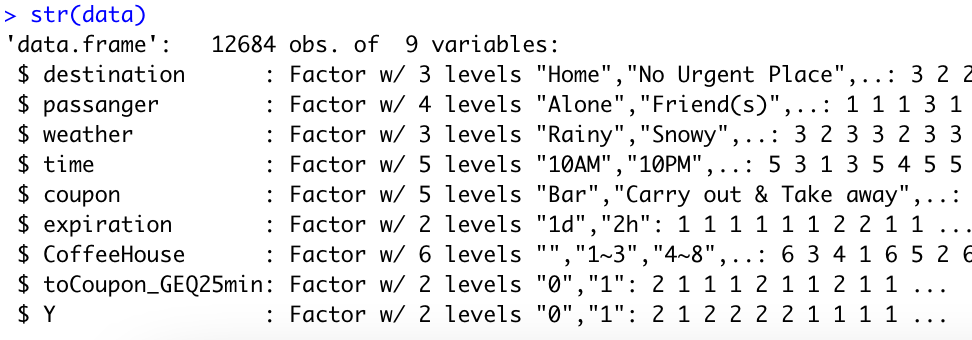 > str(data)
'data.frame':   12684 obs. of  9 variables:
 $ destination      : Factor w/ 3 levels "Home","No Urgent Place",..: 3 2 2
 $ passanger        : Factor w/ 4 levels "Alone","Friend(s)",..: 1 1 1 3 1
 $ weather          : Factor w/ 3 levels "Rainy","Snowy",..: 3 2 3 3 2 3 3
 $ time             : Factor w/ 5 levels "10AM","10PM",..: 5 3 1 3 5 4 5 5
 $ coupon           : Factor w/ 5 levels "Bar","Carry out & Take away",..:
 $ expiration       : Factor w/ 2 levels "1d","2h": 1 1 1 1 1 1 2 2 1 1 ...
 $ CoffeeHouse      : Factor w/ 6 levels "","1~3","4~8",..: 6 3 4 1 6 5 2 6
 $ toCoupon_GEQ25min: Factor w/ 2 levels "0","1": 2 1 1 1 2 1 1 2 1 1 ...
 $ Y                : Factor w/ 2 levels "0","1": 2 1 2 2 2 2 1 1 1 1 ...